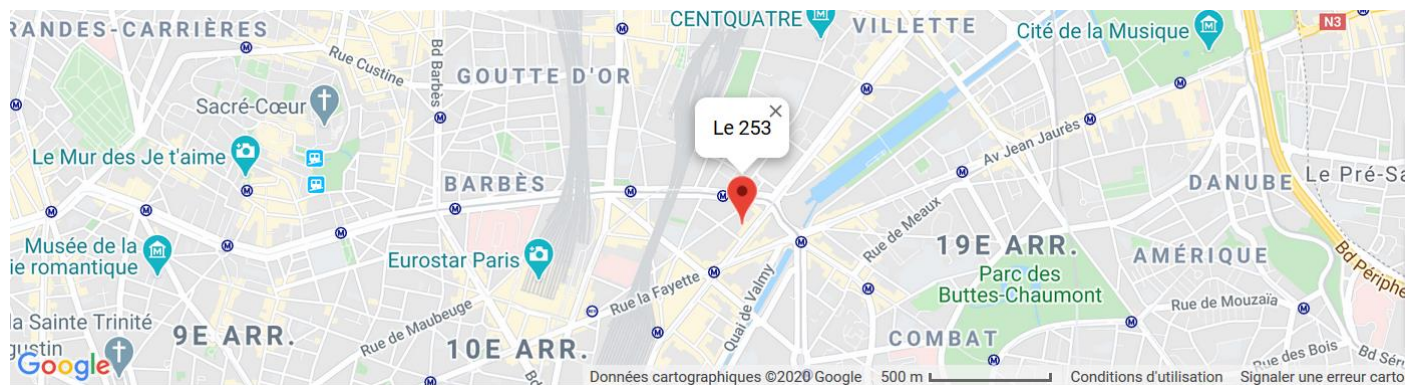 CENTQUATRE
VILLETTE
N3
RANDES-CARRIÈRES
Cité de la Musique
Rue Custine
Bd Barbès
GOUTTE D'OR
Sacré-Cœur
Le 253
Av Jean Jaurès
Le Mur des Je t'aime
BARBÈS
DANUBE
Le Pré-Sa
Rue de Meaux
Musée de la
ie romantique
Eurostar Paris
19E ARR.
AMÉRIQUE
Bd Périphe
Parc des
Buttes-Chaumont
Rue la Fayette
Quai de Valmy
Rue de Mouzaïa
la Sainte Trinité
gustin
9E ARR.
Rue de Maubeuge
10E ARR.
COMBAT
Rue des Bois
Bd Séru
Google
Données cartographiques ©2020 Google
500 m
Conditions d'utilisation
Signaler une erreur carto